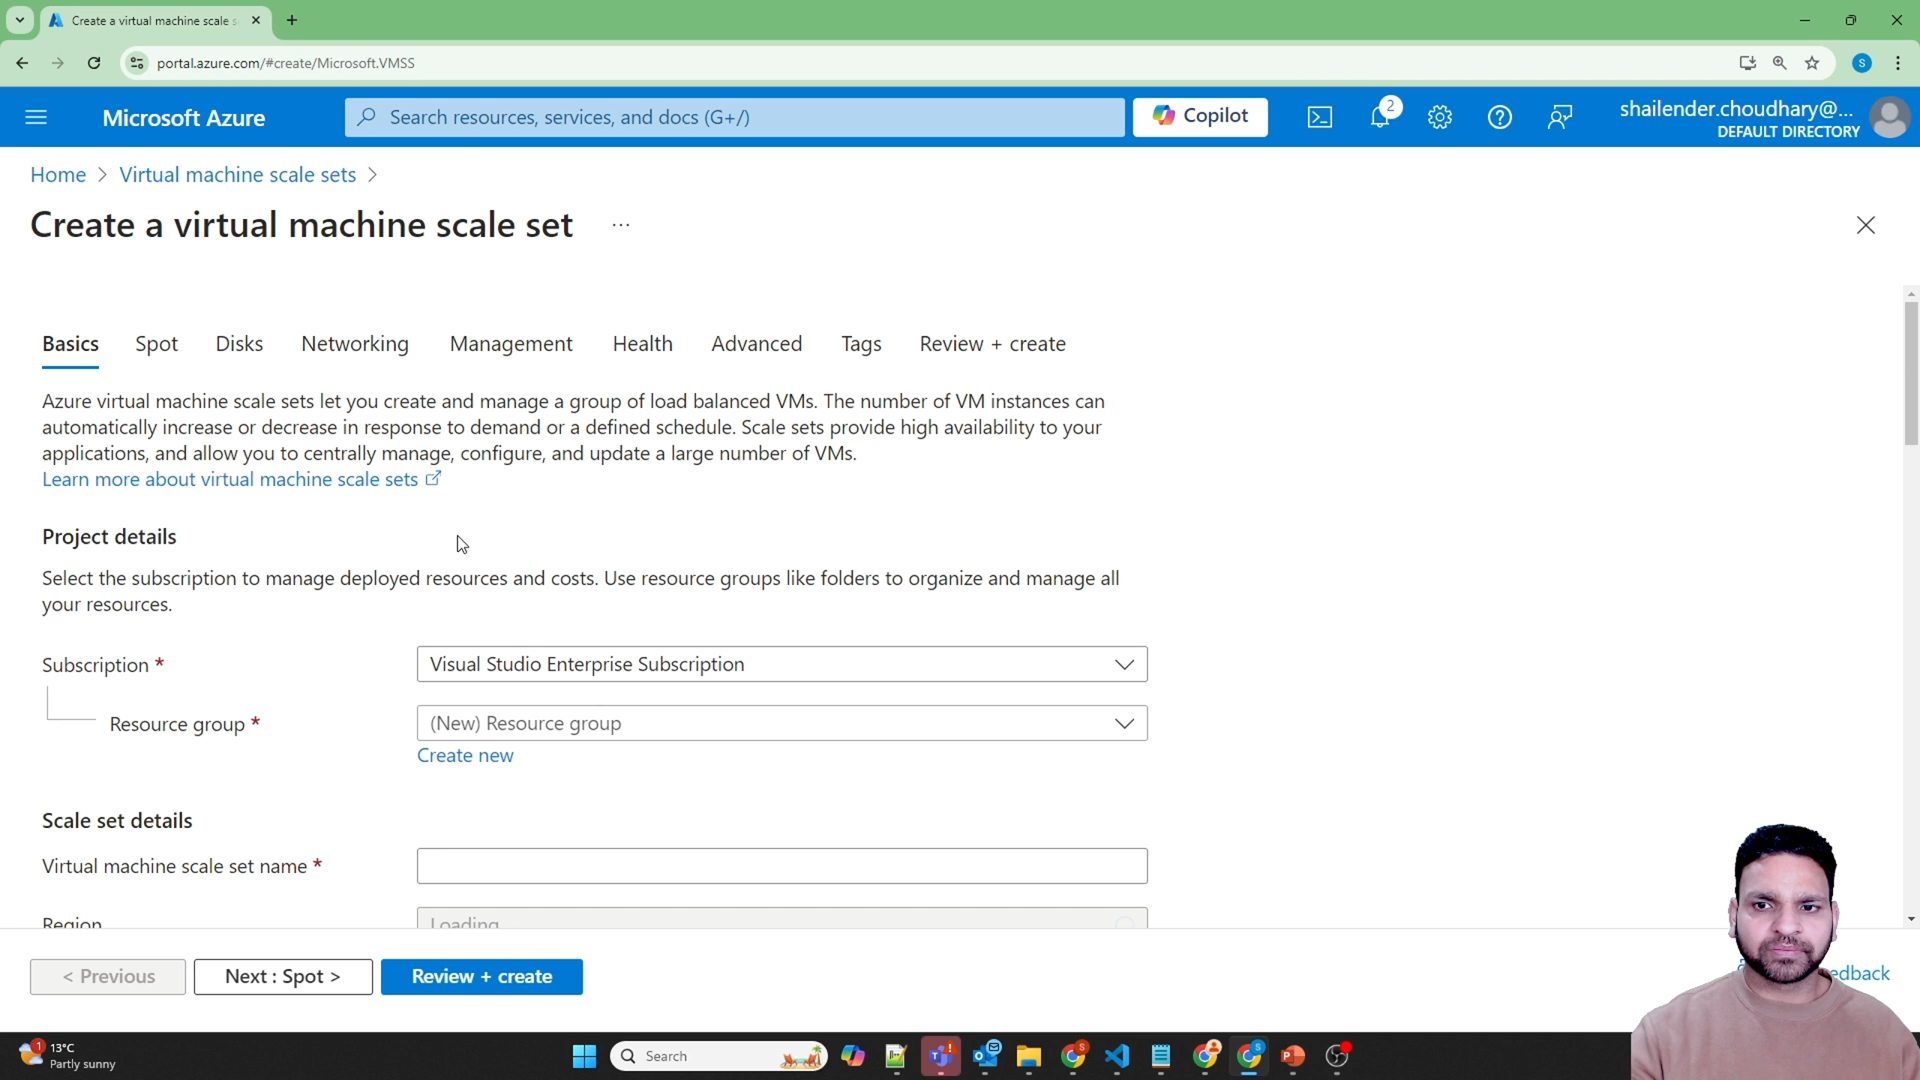 Create a virtual machine scale s
portal.azure.com/#create/Microsoft.VMSS
S
Microsoft Azure
Search resources, services, and docs (G+/)
Copilot
2
shailender.choudhary@...
DEFAULT DIRECTORY
Home > Virtual machine scale sets >
Create a virtual machine scale set ...
Basics Spot Disks Networking Management Health Advanced Tags Review + create
Azure virtual machine scale sets let you create and manage a group of load balanced VMs. The number of VM instances can
automatically increase or decrease in response to demand or a defined schedule. Scale sets provide high availability to your
applications, and allow you to centrally manage, configure, and update a large number of VMs.
Learn more about virtual machine scale sets
Project details
Select the subscription to manage deployed resources and costs. Use resource groups like folders to organize and manage all
your resources.
Subscription *
Visual Studio Enterprise Subscription
Resource group *
(New) Resource group
Create new
Scale set details
Virtual machine scale set name *
Region
Loading
< Previous
Next : Spot >
Review + create
edback
1
13°C
Partly sunny
Search